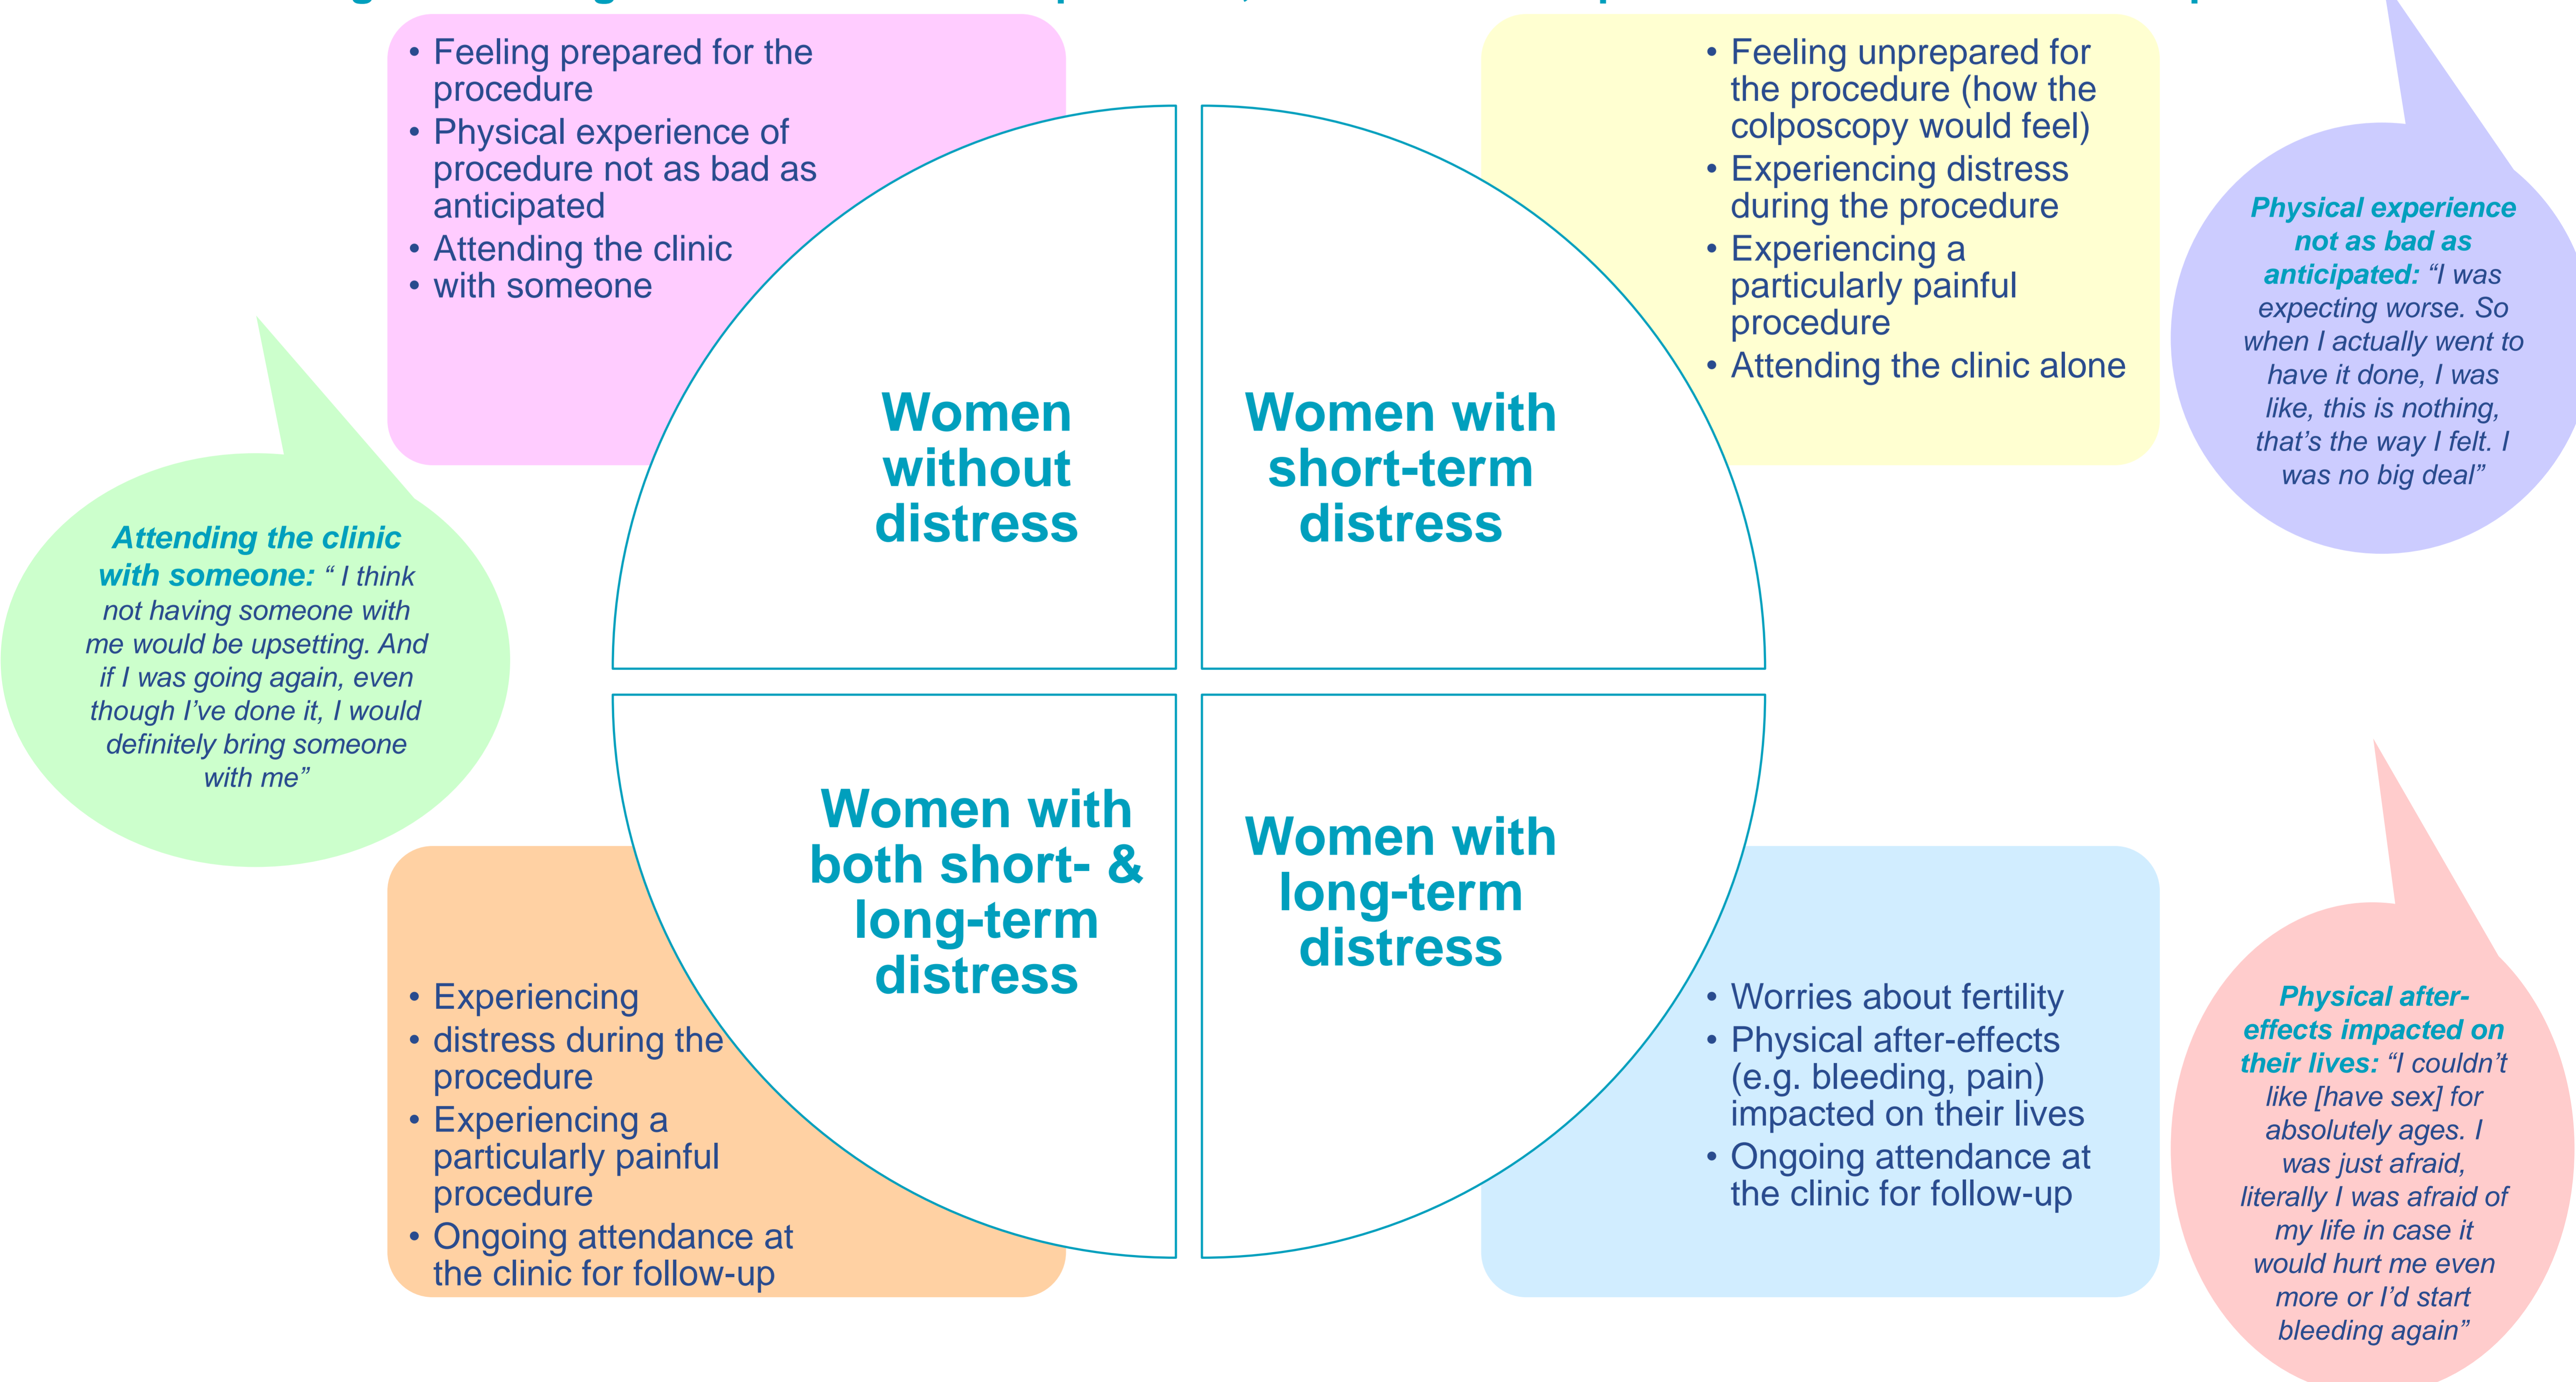 • Feeling prepared for the
procedure
• Physical experience of
procedure not as bad as
anticipated
• Attending the clinic
• with someone
• Feeling unprepared for
the procedure (how the
colposcopy would feel)
• Experiencing distress
during the procedure
• Experiencing a
particularly painful
procedure
• Attending the clinic alone
Physical experience
not as bad as
anticipated: “I was
expecting worse. So
when I actually went to
have it done, I was
like, this is nothing,
that’s the way I felt. I
was no big deal”
Women
without
distress
Women with
short-term
distress
Attending the clinic
with someone: “ I think
not having someone with
me would be upsetting. And
if I was going again, even
though I’ve done it, I would
definitely bring someone
with me”
Women with
both short- &
long-term
distress
Women with
long-term
distress
• Experiencing
• distress during the
procedure
• Experiencing a
particularly painful
procedure
• Ongoing attendance at
the clinic for follow-up
• Worries about fertility
• Physical after-effects
(e.g. bleeding, pain)
impacted on their lives
• Ongoing attendance at
the clinic for follow-up
Physical after-
effects impacted on
their lives: “I couldn’t
like [have sex] for
absolutely ages. I
was just afraid,
literally I was afraid of
my life in case it
would hurt me even
more or I’d start
bleeding again”